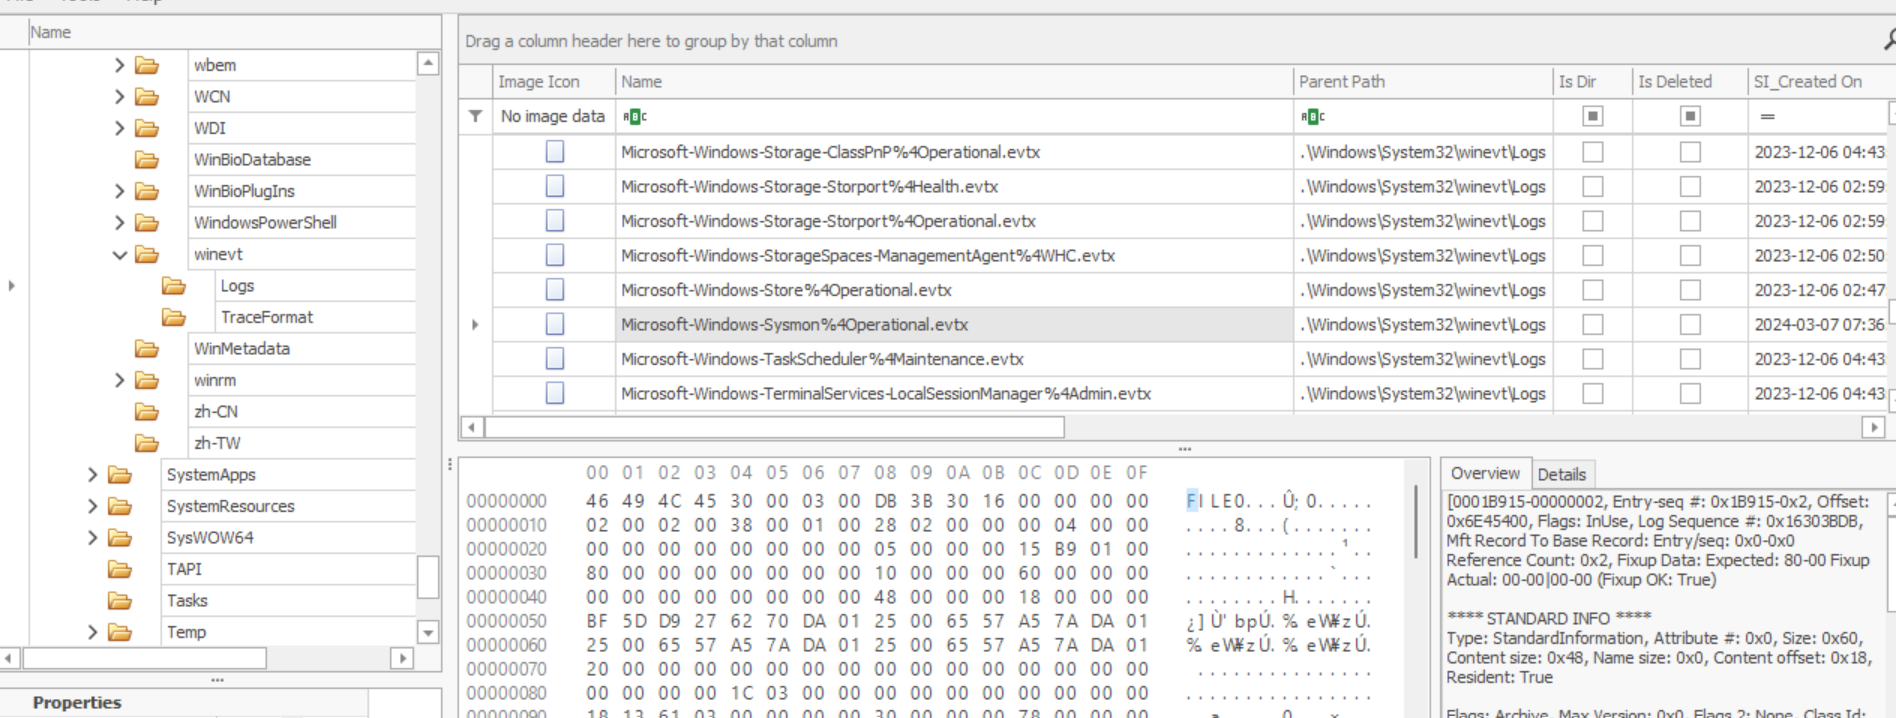 Name
wbem
WCN
WDI
WinBioDatabase
WinBioPlugIns
WindowsPowerShell
winevt
Logs
TraceFormat
WinMetadata
winrm
zh-CN
zh-TW
SystemApps
SystemResources
SysWOW64
TAPI
Tasks
Temp
Properties
Drag a column header here to group by that column
Image Icon Name Parent Path Is Dir Is Deleted SI_Created On
No image data ABC ABC =
Microsoft-Windows-Storage-ClassPnP%4Operational.evtx .\Windows\System32\winevt\Logs 2023-12-06 04:43
Microsoft-Windows-Storage-Storport%4Health.evtx .\Windows\System32\winevt\Logs 2023-12-06 02:59
Microsoft-Windows-Storage-Storport%4Operational.evtx .\Windows\System32\winevt\Logs 2023-12-06 02:59
Microsoft-Windows-StorageSpaces-ManagementAgent%4WHC.evtx .\Windows\System32\winevt\Logs 2023-12-06 02:50
Microsoft-Windows-Store%4Operational.evtx .\Windows\System32\winevt\Logs 2023-12-06 02:47
Microsoft-Windows-Sysmon%4Operational.evtx .\Windows\System32\winevt\Logs 2024-03-07 07:36
Microsoft-Windows-TaskScheduler%4Maintenance.evtx .\Windows\System32\winevt\Logs 2023-12-06 04:43
Microsoft-Windows-TerminalServices-LocalSessionManager%4Admin.evtx .\Windows\System32\winevt\Logs 2023-12-06 04:43
00 01 02 03 04 05 06 07 08 09 0A 0B 0C 0D 0E 0F
00000000 46 49 4C 45 30 00 03 00 DB 3B 30 16 00 00 00 00 FILE0...Û;0.....
00000010 02 00 02 00 38 00 01 00 28 02 00 00 00 04 00 00 ....8...(.......
00000020 00 00 00 00 00 00 00 00 05 00 00 00 15 B9 01 00 .............¹..
00000030 80 00 00 00 00 00 00 00 10 00 00 00 60 00 00 00 ............`...
00000040 00 00 00 00 00 00 00 00 48 00 00 00 18 00 00 00 ........H.......
00000050 BF 5D D9 27 62 70 DA 01 25 00 65 57 A5 7A DA 01 ¿]Ù'bpÚ.%.eW¥zÚ.
00000060 25 00 65 57 A5 7A DA 01 25 00 65 57 A5 7A DA 01 %.eW¥zÚ.%.eW¥zÚ.
00000070 20 00 00 00 00 00 00 00 00 00 00 00 00 00 00 00 ...............
00000080 00 00 00 00 1C 03 00 00 00 00 00 00 00 00 00 00 ................
00000090 18 13 61 03 00 00 00 00 30 00 00 00 78 00 00 00
Overview Details
[0001B915-00000002, Entry-seq #: 0x1B915-0x2, Offset:
0x6E45400, Flags: InUse, Log Sequence #: 0x16303BDB,
Mft Record To Base Record: Entry/seq: 0x0-0x0
Reference Count: 0x2, Fixup Data: Expected: 80-00 Fixup
Actual: 00-00|00-00 (Fixup OK: True)
**** STANDARD INFO ****
Type: StandardInformation, Attribute #: 0x0, Size: 0x60,
Content size: 0x48, Name size: 0x0, Content offset: 0x18,
Resident: True
Flags: Archive, Max Version: 0x0, Flags 2: None, Class Id: